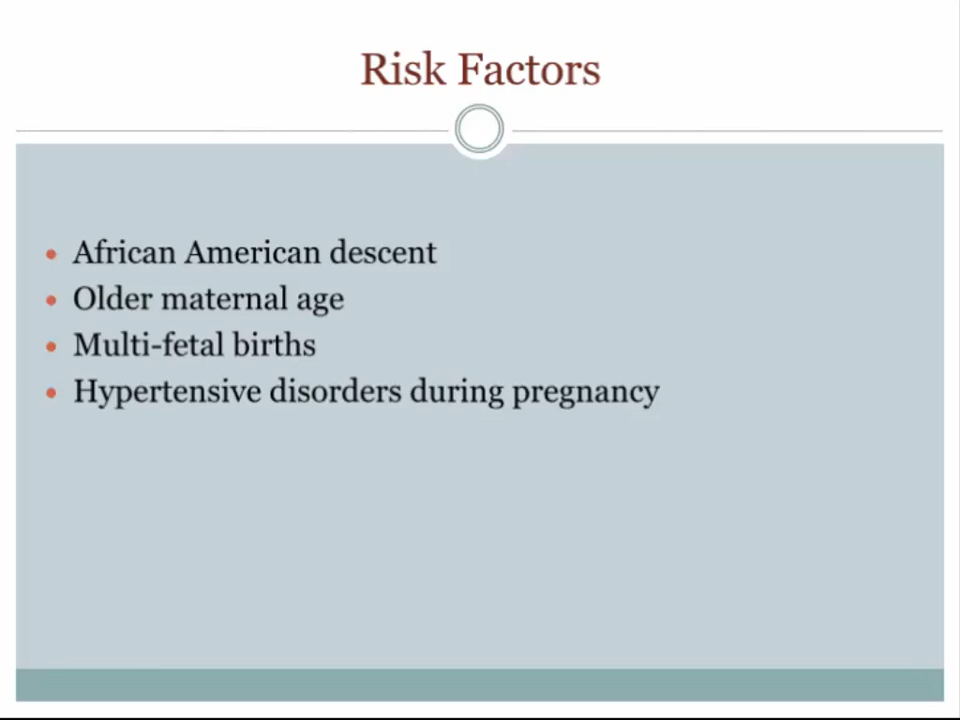 Risk Factors
African American descent
Older maternal age
Multi-fetal births
Hypertensive disorders during pregnancy